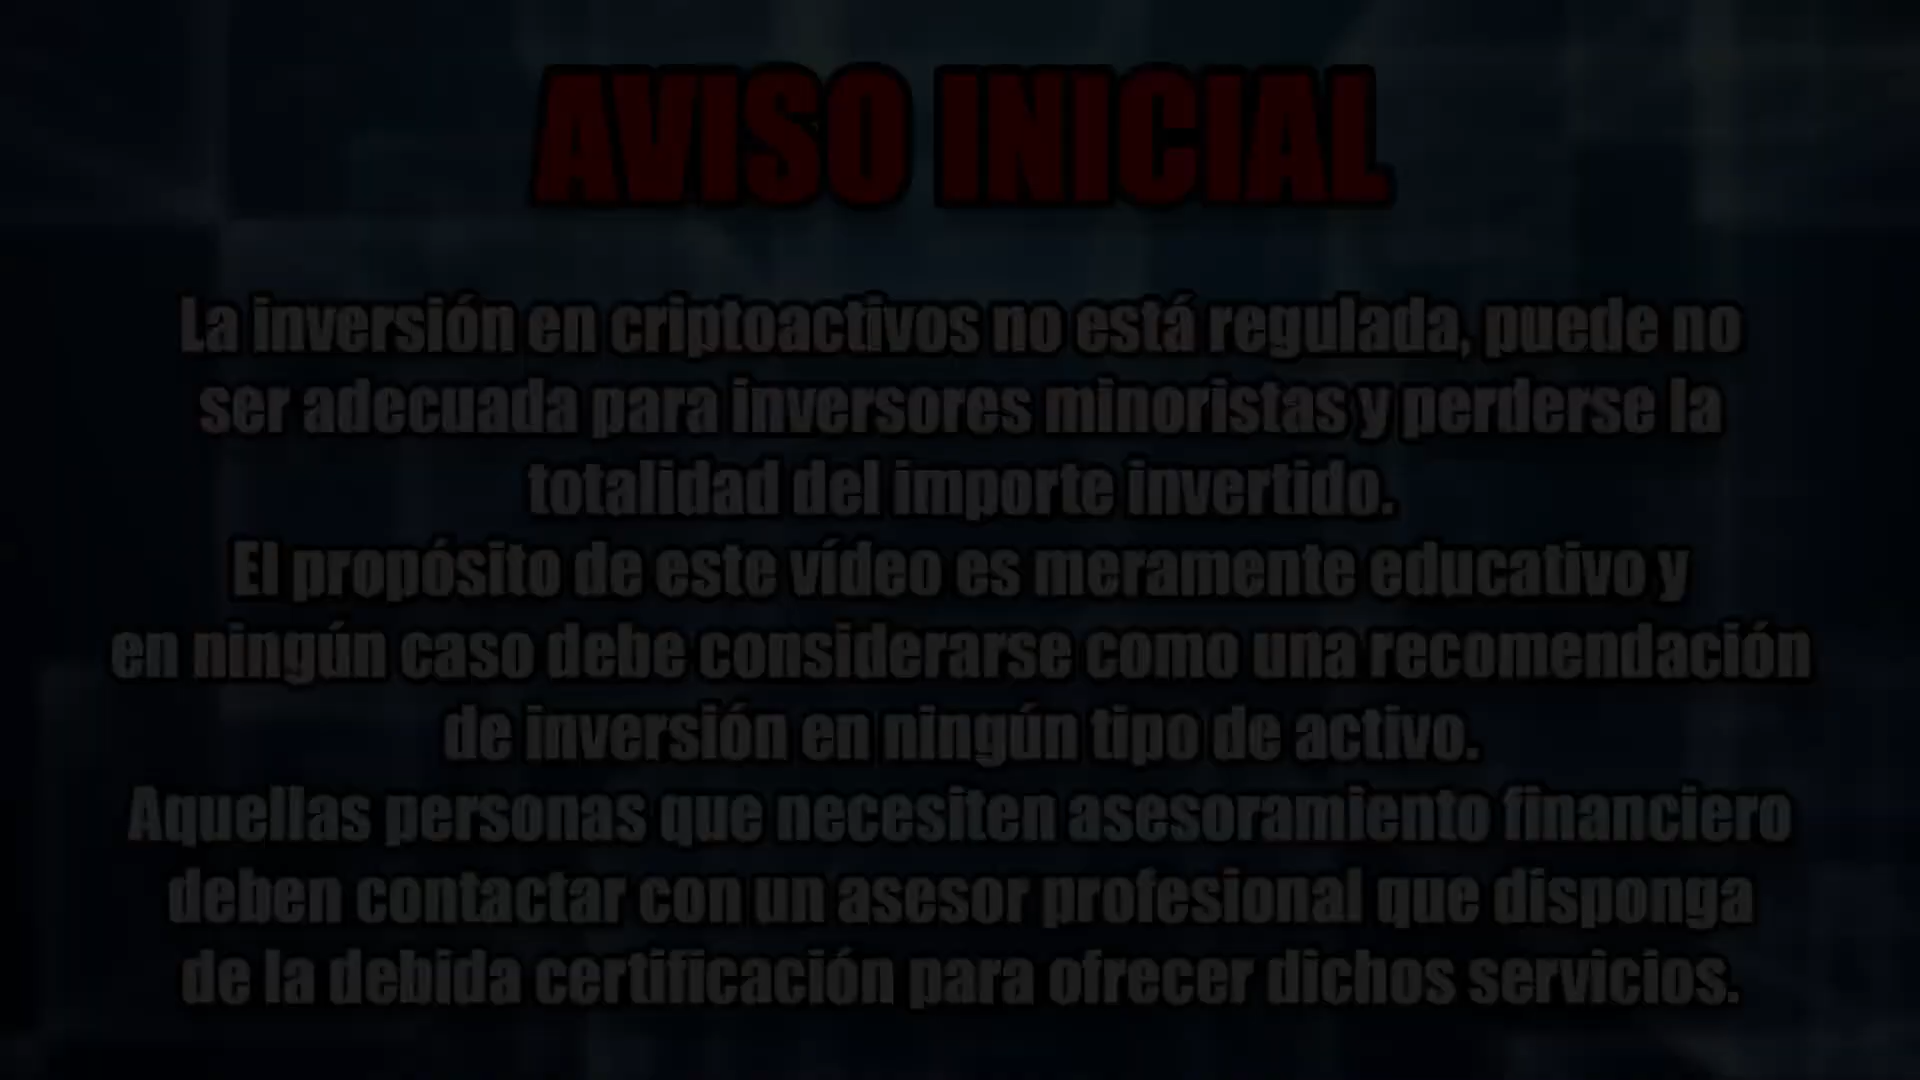 AVISO INICIAL
La inversión en criptoactivos no está regulada, puede no
ser adecuada para inversores minoristas y perderse la
totalidad del importe invertido.
El propósito de este vídeo es meramente educativo y
en ningún caso debe considerarse como una recomendación
de inversión en ningún tipo de activo.
Aquellas personas que necesiten asesoramiento financiero
deben contactar con un asesor profesional que disponga
de la debida certificación para ofrecer dichos servicios.